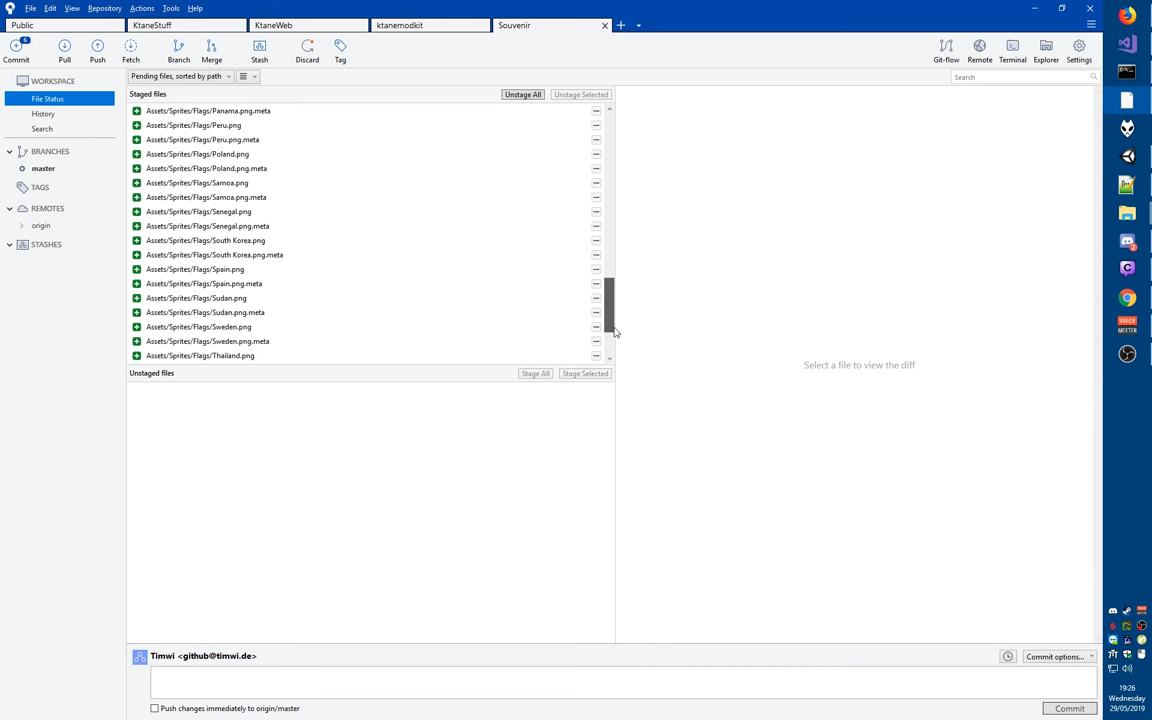 File Edit View Repository Actions Tools Help
Public KtaneStuff KtaneWeb ktanemodkit Souvenir
6
Commit Pull Push Fetch Branch Merge Stash Discard Tag Git-flow Remote Terminal Explorer Settings
WORKSPACE
File Status
History
Search
BRANCHES
master
TAGS
REMOTES
origin
STASHES
Pending files, sorted by path
Search
Staged files Unstage All Unstage Selected
Assets/Sprites/Flags/Panama.png.meta
Assets/Sprites/Flags/Peru.png
Assets/Sprites/Flags/Peru.png.meta
Assets/Sprites/Flags/Poland.png
Assets/Sprites/Flags/Poland.png.meta
Assets/Sprites/Flags/Samoa.png
Assets/Sprites/Flags/Samoa.png.meta
Assets/Sprites/Flags/Senegal.png
Assets/Sprites/Flags/Senegal.png.meta
Assets/Sprites/Flags/South Korea.png
Assets/Sprites/Flags/South Korea.png.meta
Assets/Sprites/Flags/Spain.png
Assets/Sprites/Flags/Spain.png.meta
Assets/Sprites/Flags/Sudan.png
Assets/Sprites/Flags/Sudan.png.meta
Assets/Sprites/Flags/Sweden.png
Assets/Sprites/Flags/Sweden.png.meta
Assets/Sprites/Flags/Thailand.png
Unstaged files Stage All Stage Selected
Select a file to view the diff
Timwi <github@timwi.de>
Commit options...
Push changes immediately to origin/master
Commit
19:26
Wednesday
29/05/2019